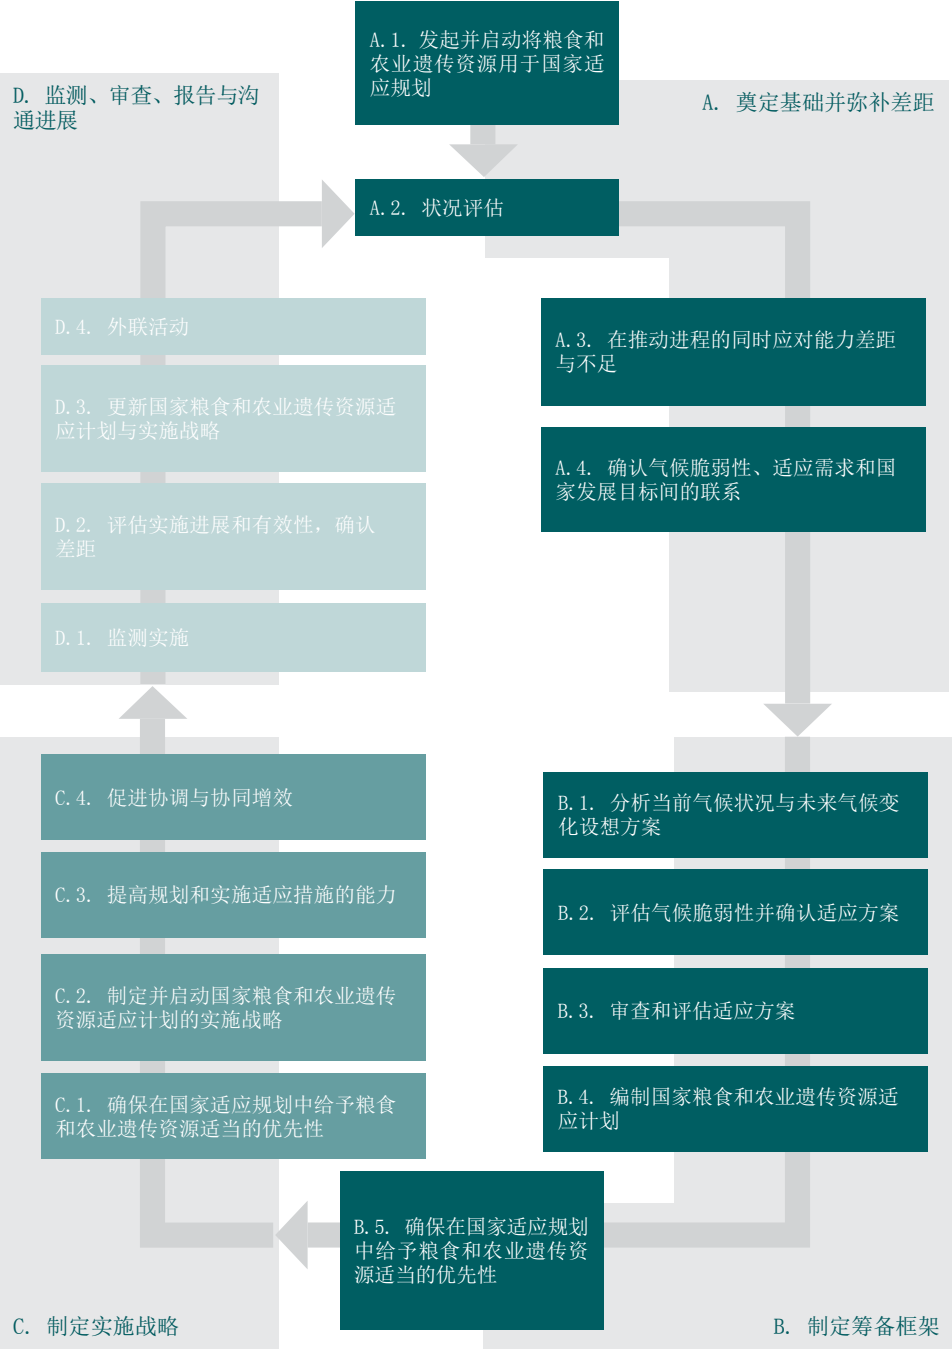 A.1. 发起并启动将粮食和
农业遗传资源用于国家适
应规划
D. 监测、审查、报告与沟
通进展
A. 奠定基础并弥补差距
A.2. 状况评估
D.4. 外联活动
D.3. 更新国家粮食和农业遗传资源适
应计划与实施战略
D.2. 评估实施进展和有效性，确认
差距
D.1. 监测实施
A.3. 在推动进程的同时应对能力差距
与不足
A.4. 确认气候脆弱性、适应需求和国
家发展目标间的联系
C.4. 促进协调与协同增效
C.3. 提高规划和实施适应措施的能力
C.2. 制定并启动国家粮食和农业遗传
资源适应计划的实施战略
C.1. 确保在国家适应规划中给予粮食
和农业遗传资源适当的优先性
B.1. 分析当前气候状况与未来气候变
化设想方案
B.2. 评估气候脆弱性并确认适应方案
B.3. 审查和评估适应方案
B.4. 编制国家粮食和农业遗传资源适
应计划
B.5. 确保在国家适应规划
中给予粮食和农业遗传资
源适当的优先性
C. 制定实施战略
B. 制定筹备框架